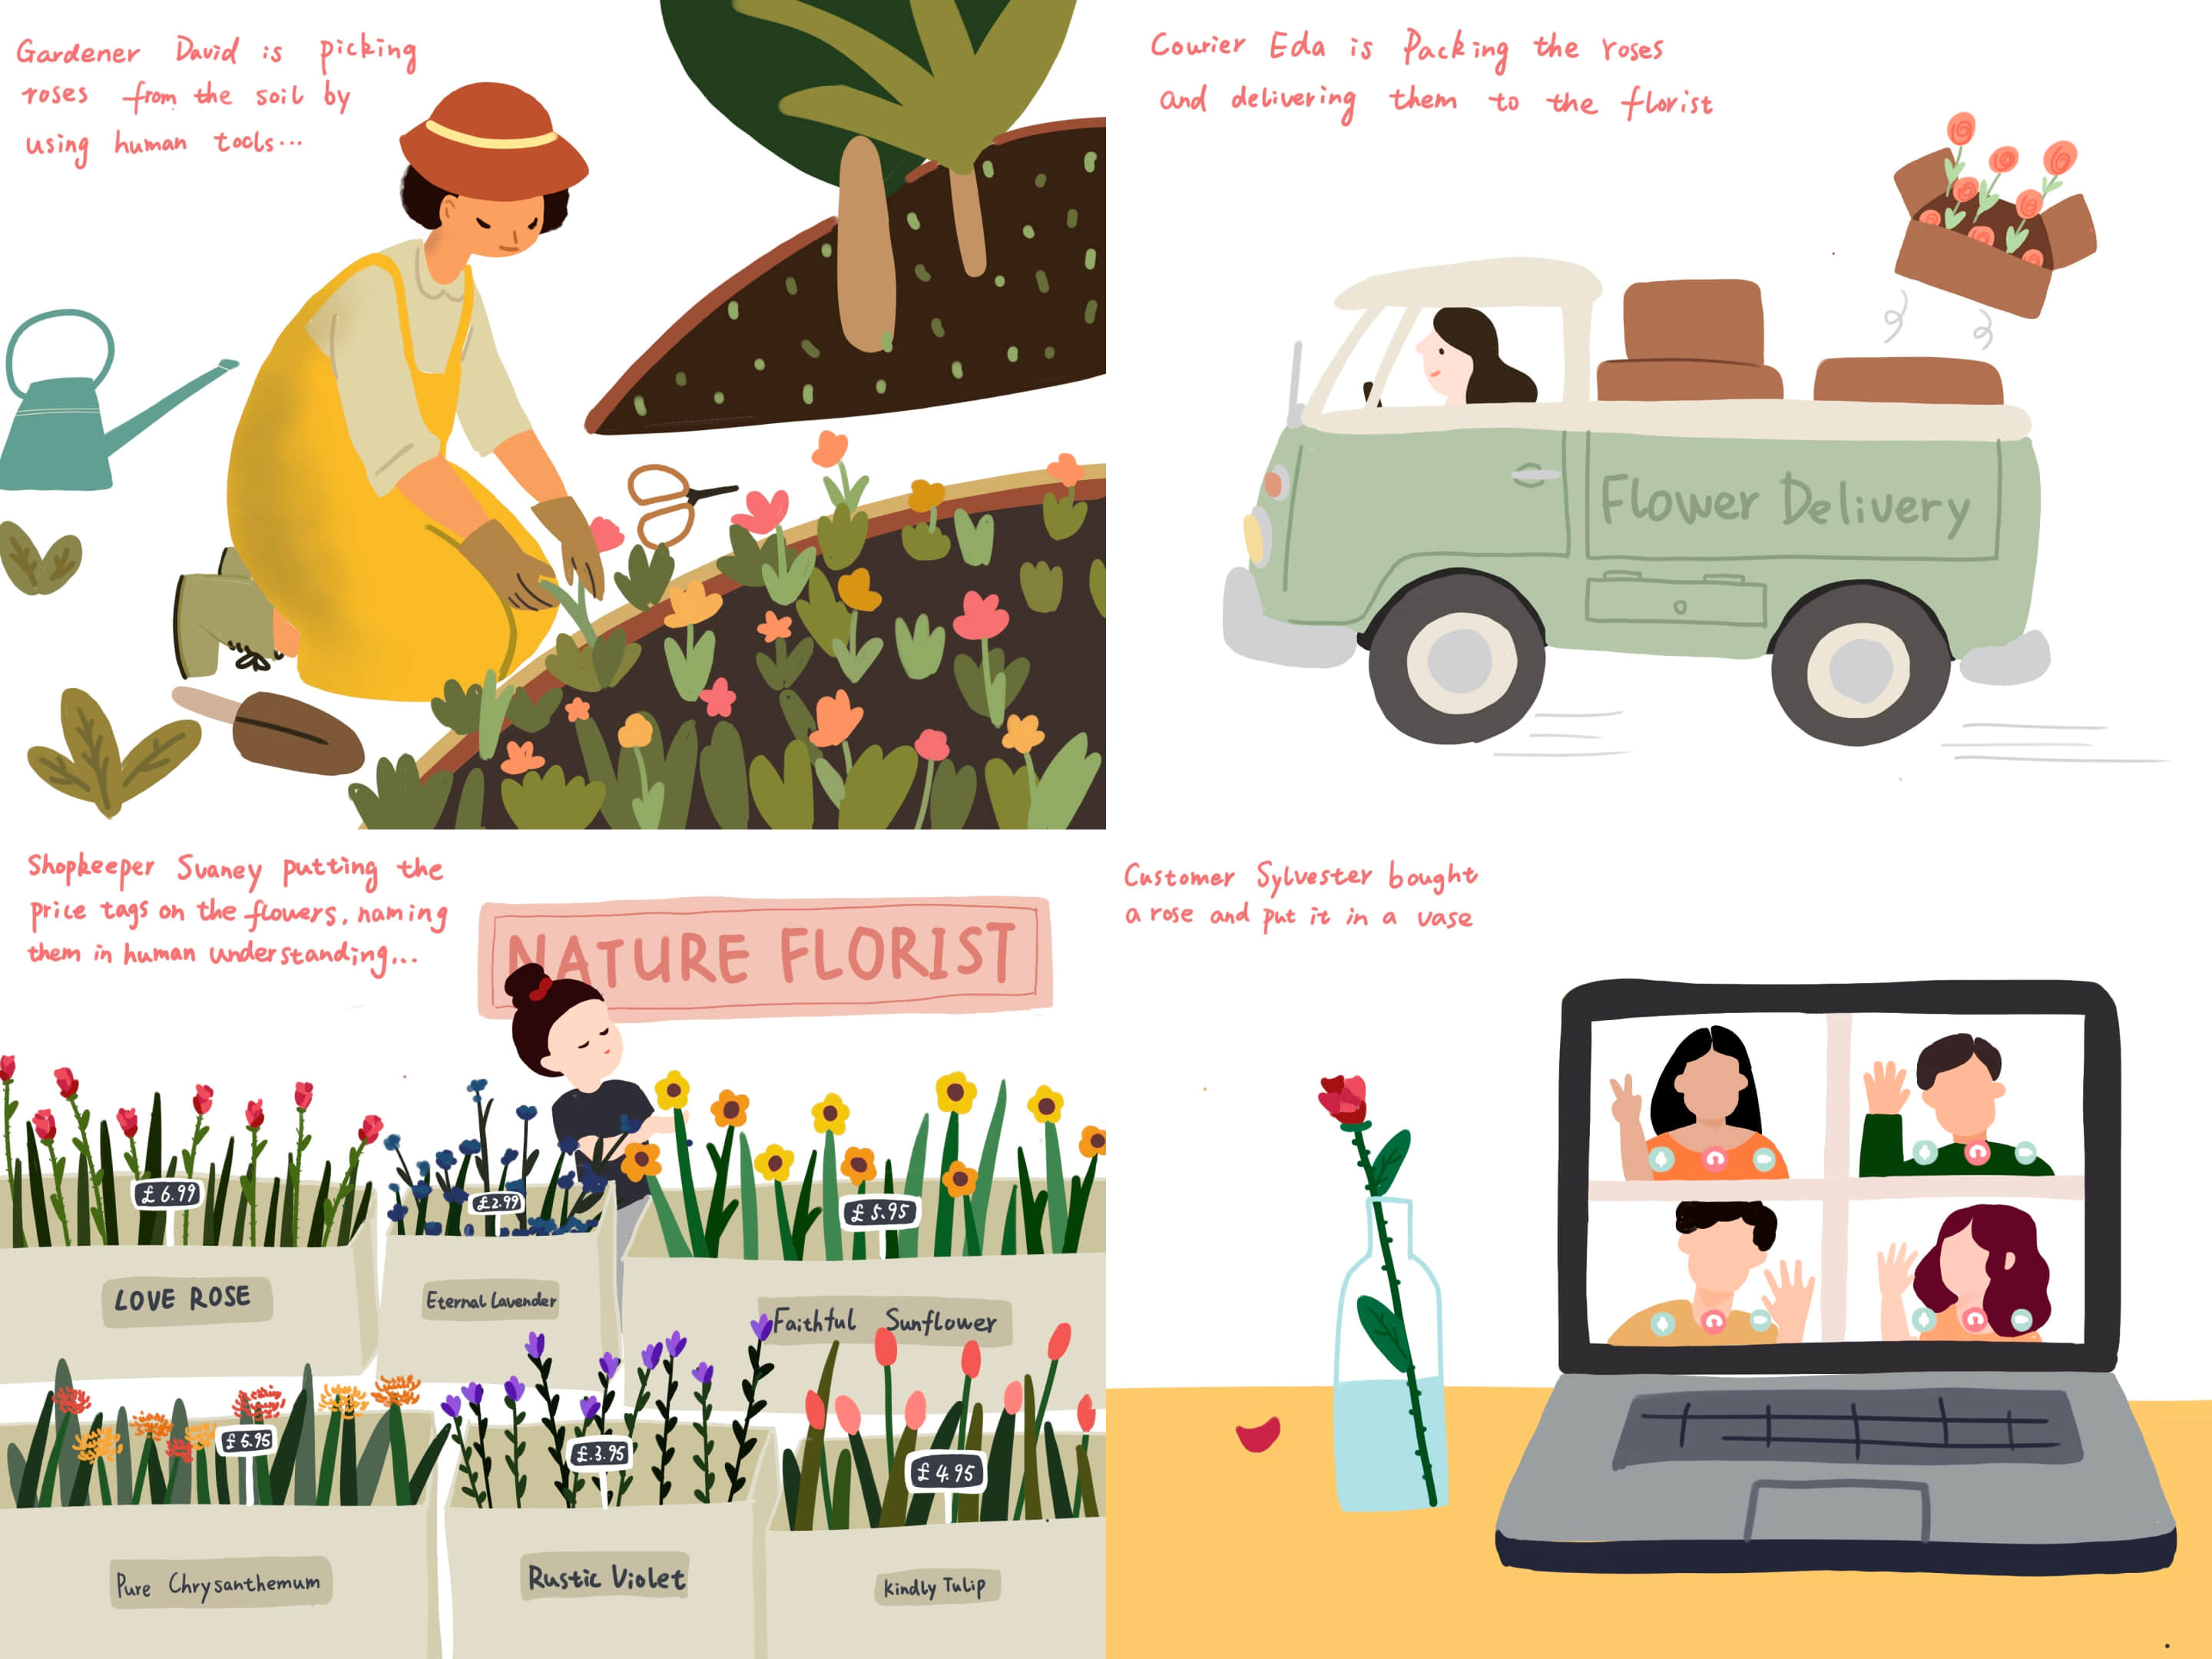 Gardener David is picking
roses from the soil by
using human tools...
Courier Eda is Packing the roses
and delivering them to the florist
Flower Delivery
Shopkeeper Suaney putting the
price tags on the flowers, naming
them in human understanding...
NATURE FLORIST
£ 6.99
£2.99
£ 5.95
LOVE ROSE
Eternal Lavender
Faithful Sunflower
£ 5.95
£.3.95
£ 4.95
Pure Chrysanthemum
Rustic Violet
Kindly Tulip
Customer Sylvester bought
a rose and put it in a vase